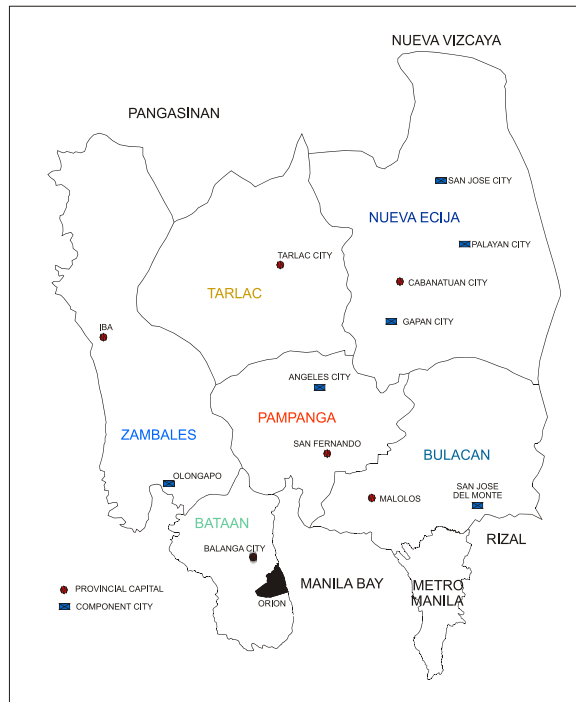 NUEVA VIZCAYA
PANGASINAN
SAN JOSE CITY
NUEVA ECIJA
PALAYAN CITY
TARLAC CITY
CABANATUAN CITY
TARLAC
GAPAN CITY
IBA
ANGELES CITY
PAMPANGA
ZAMBALES
SAN FERNANDO
BULACAN
OLONGAPO
SAN JOSE
DEL MONTE
MALOLOS
BATAAN
RIZAL
BALANGA CITY
MANILA BAY
METRO
MANILA
ORION
PROVINCIAL CAPITAL
COMPONENT CITY